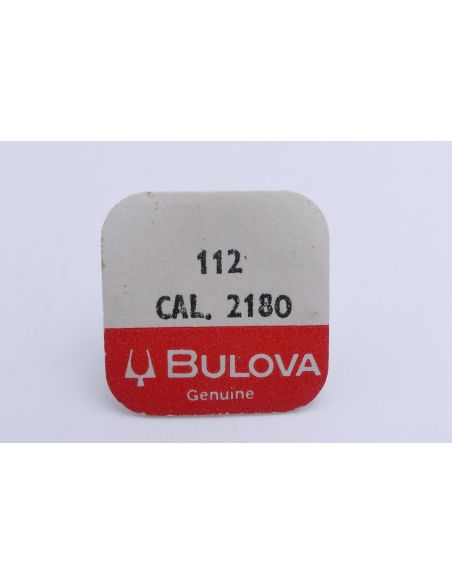 112
CAL. 2180
BULOVA
Genuine